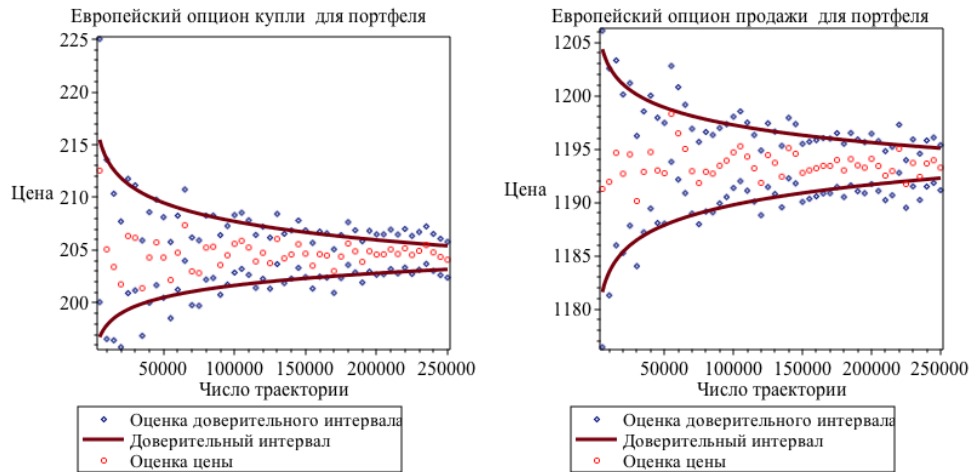 Европейский опцион купли для портфеля
225
220
215
210
205
200
Цена
50000 100000 150000 200000 250000
Число траектории
Оценка доверительного интервала
Доверительный интервал
Оценка цены
Европейский опцион продажи для портфеля
1205
1200
1195
1190
1185
1180
Цена
50000 100000 150000 200000 250000
Число траектории
Оценка доверительного интервала
Доверительный интервал
Оценка цены